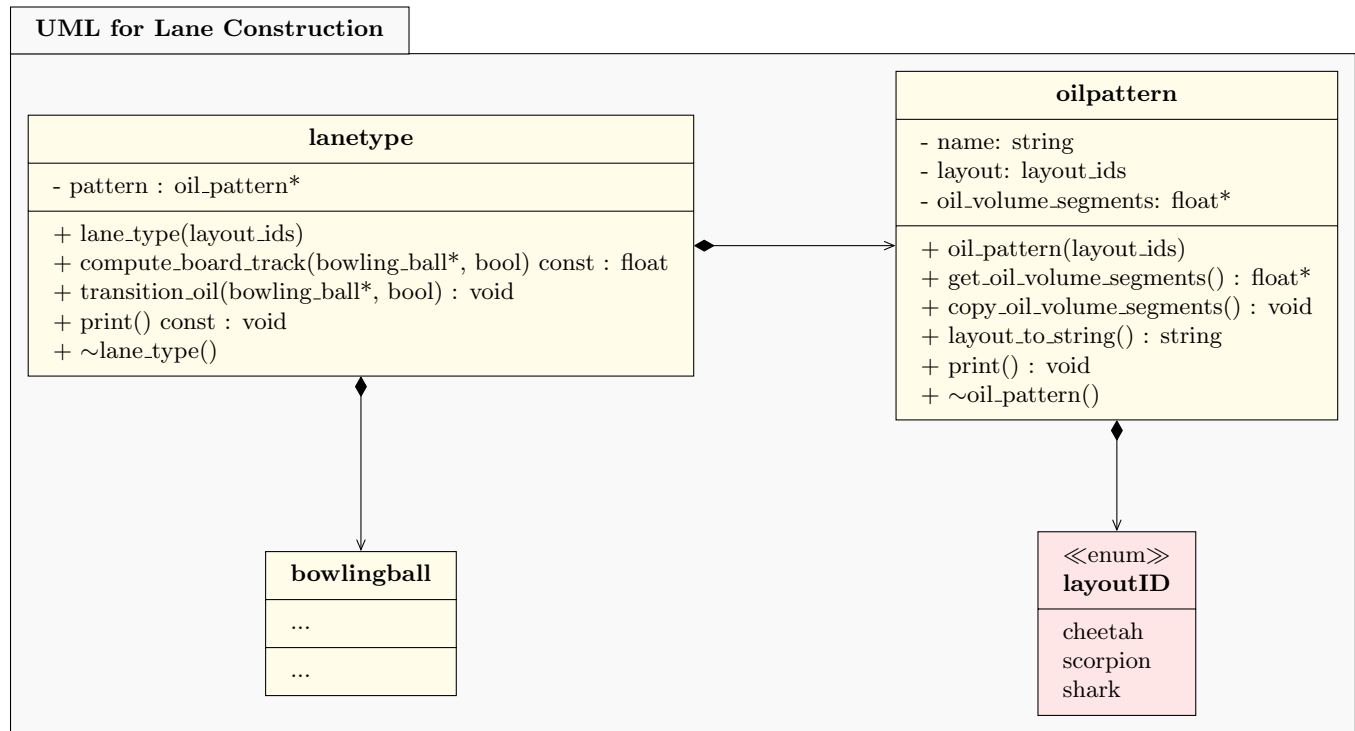 UML for Lane Construction
lanetype
- pattern : oil_pattern*
+ lane_type(layout_ids)
+ compute_board_track(bowling_ball*, bool) const : float
+ transition_oil(bowling_ball*, bool) : void
+ print() const : void
+ ∼lane_type()
oilpattern
- name: string
- layout: layout_ids
- oil_volume_segments: float*
+ oil_pattern(layout_ids)
+ get_oil_volume_segments() : float*
+ copy_oil_volume_segments() : void
+ layout_to_string() : string
+ print() : void
+ ∼oil_pattern()
bowlingball
...
...
≪enum≫
layoutID
cheetah
scorpion
shark